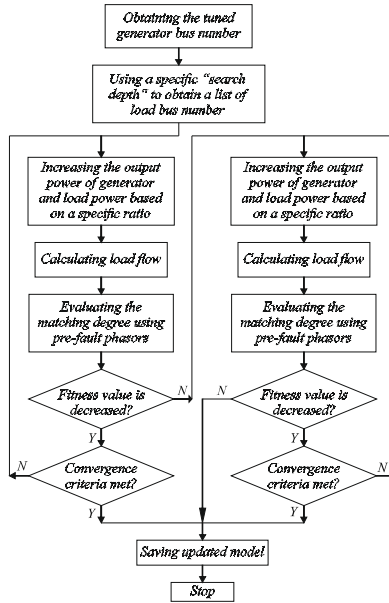 Obtaining the tuned
generator bus number
Using a specific "search
depth" to obtain a list of
load bus number
Increasing the output
power of generator
and load power based
on a specific ratio
Calculating load flow
Evaluating the
matching degree using
pre-fault phasors
Fitness value is
decreased?
N
Y
Convergence
criteria met?
N
Y
Increasing the output
power of generator
and load power based
on a specific ratio
Calculating load flow
Evaluating the
matching degree using
pre-fault phasors
Fitness value is
decreased?
N
Y
Convergence
criteria met?
N
Y
Saving updated model
Stop